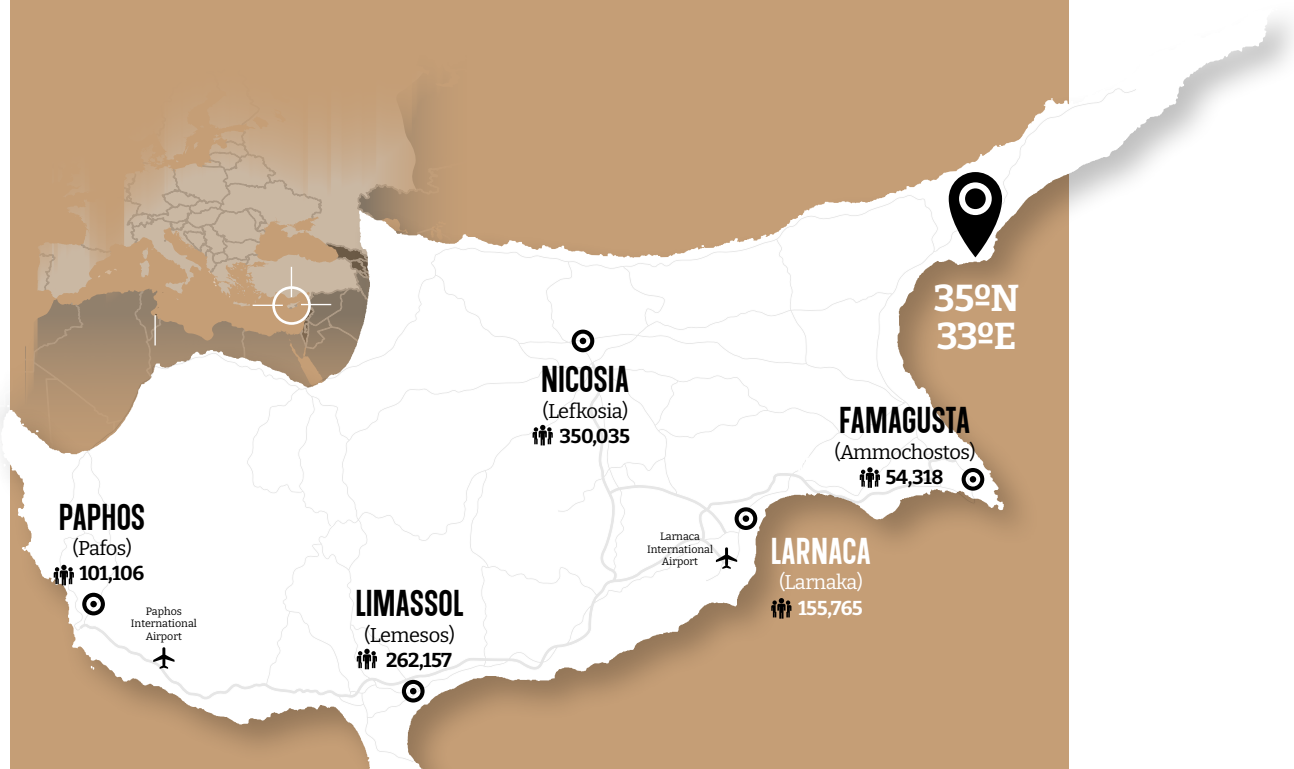 35ºN
33ºE
NICOSIA
(Lefkosia)
350,035
FAMAGUSTA
(Ammochostos)
54,318
PAPHOS
(Pafos)
101,106
Paphos
International
Airport
LIMASSOL
(Lemesos)
262,157
Larnaca
International
Airport
LARNACA
(Larnaka)
155,765